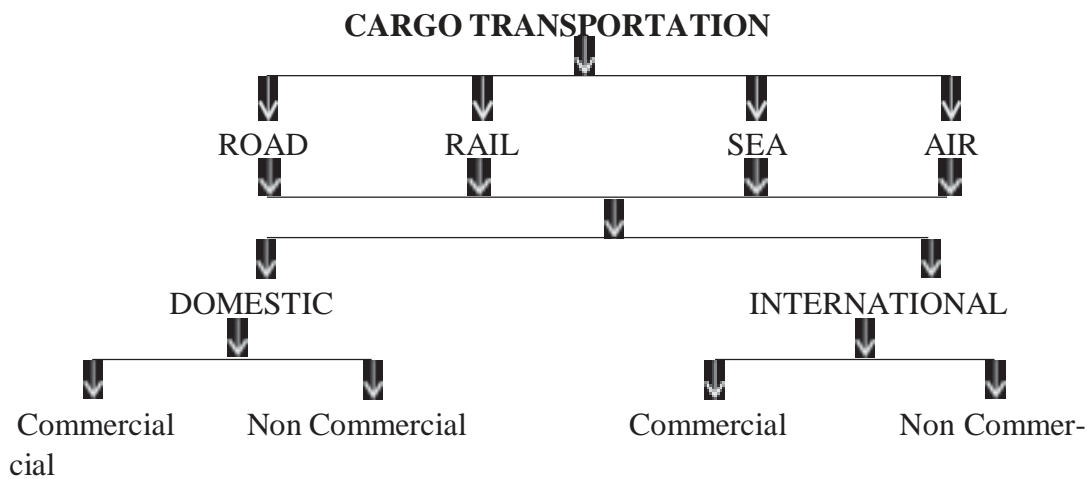 CARGO TRANSPORTATION
ROAD RAIL SEA AIR
DOMESTIC INTERNATIONAL
Commercial Non Commercial Commercial Non Commer-
cial